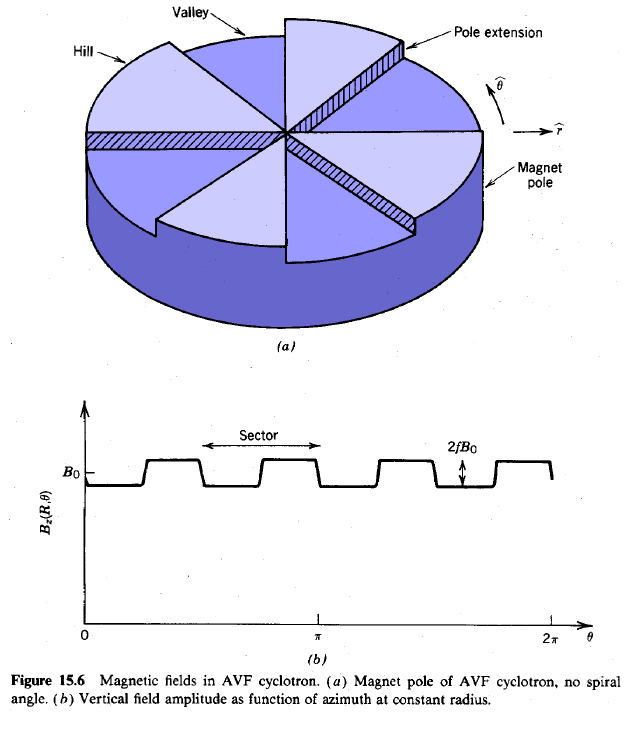 Valley
Hill
Pole extension
θ̂
r̂
Magnet
pole
(a)
Sector
2fB₀
B₀
B_z(R,θ)
0
π
2π
θ
(b)
Figure 15.6 Magnetic fields in AVF cyclotron. (a) Magnet pole of AVF cyclotron, no spiral
angle. (b) Vertical field amplitude as function of azimuth at constant radius.